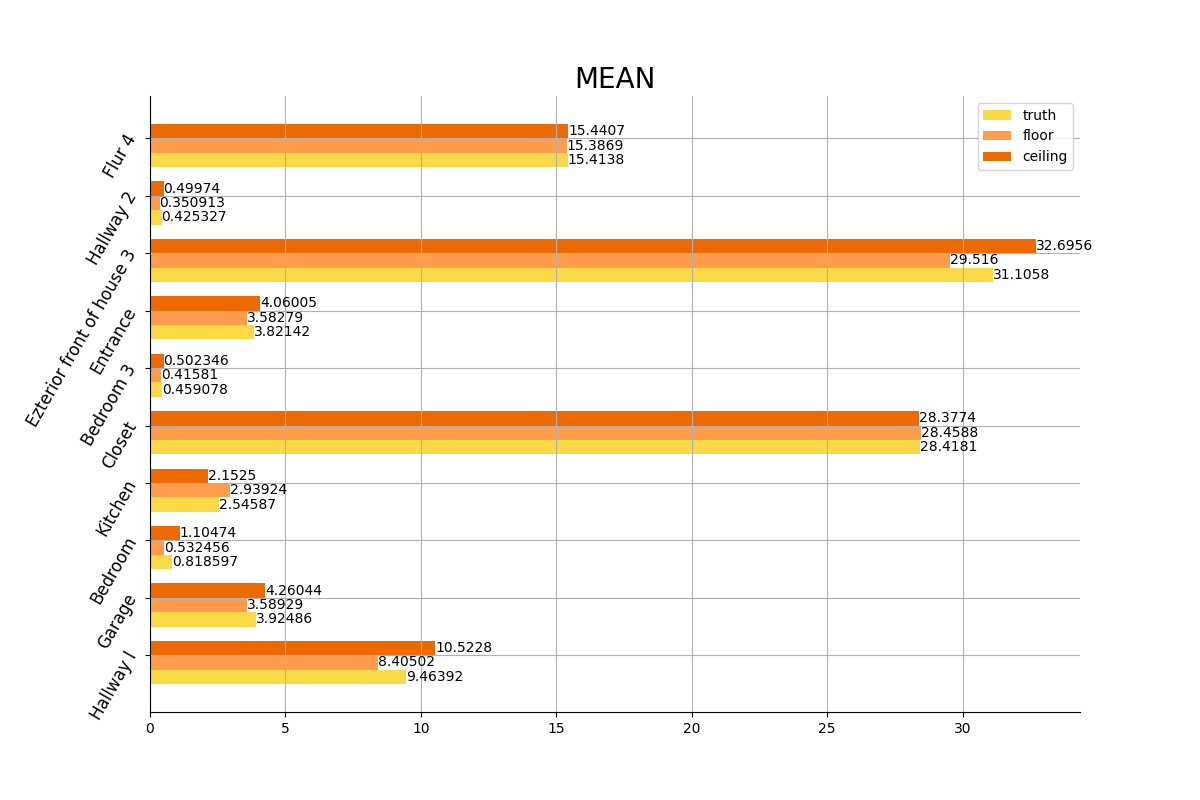 MEAN
truth
floor
ceiling
Flur 4
15.4407
15.3869
15.4138
Hallway 2
0.49974
0.350913
0.425327
Ezterior front of house 3
32.6956
29.516
31.1058
Entrance
4.06005
3.58279
3.82142
Bedroom 3
0.502346
0.41581
0.459078
Closet
28.3774
28.4588
28.4181
Kitchen
2.1525
2.93924
2.54587
Bedroom
1.10474
0.532456
0.818597
Garage
4.26044
3.58929
3.92486
Hallway l
10.5228
8.40502
9.46392
0 5 10 15 20 25 30